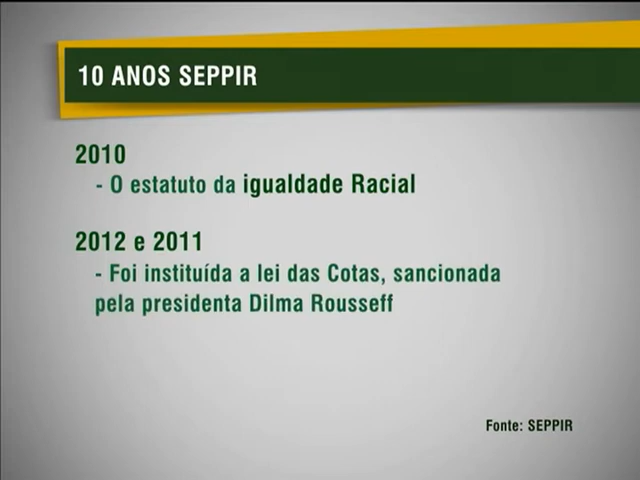 10 ANOS SEPPIR
2010
- O estatuto da igualdade Racial
2012 e 2011
- Foi instituída a lei das Cotas, sancionada
pela presidenta Dilma Rousseff
Fonte: SEPPIR